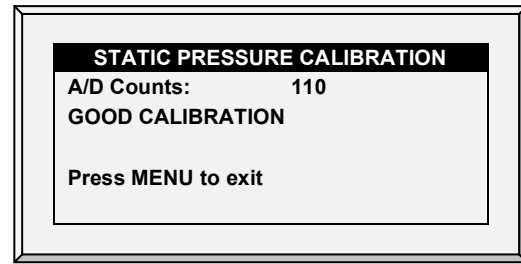 STATIC PRESSURE CALIBRATION
A/D Counts: 110
GOOD CALIBRATION
Press MENU to exit